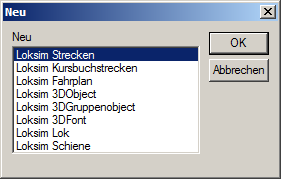 Neu
Neu
Loksim Strecken
Loksim Kursbuchstrecken
Loksim Fahrplan
Loksim 3DObject
Loksim 3DGruppenobject
Loksim 3DFont
Loksim Lok
Loksim Schiene
OK
Abbrechen